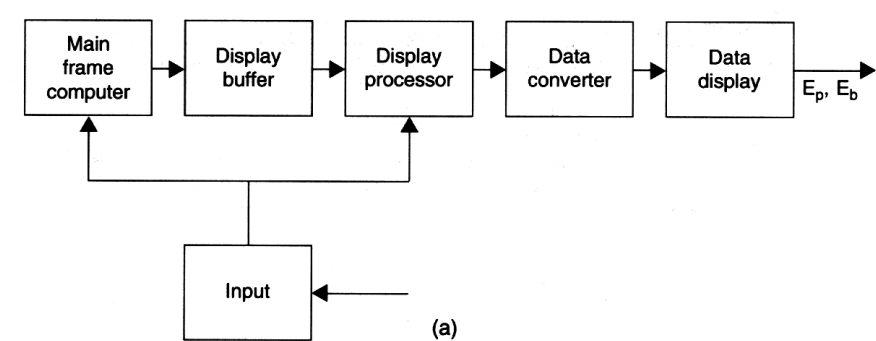 Main
frame
computer
Display
buffer
Display
processor
Data
converter
Data
display
Ep, Eb
Input
(a)